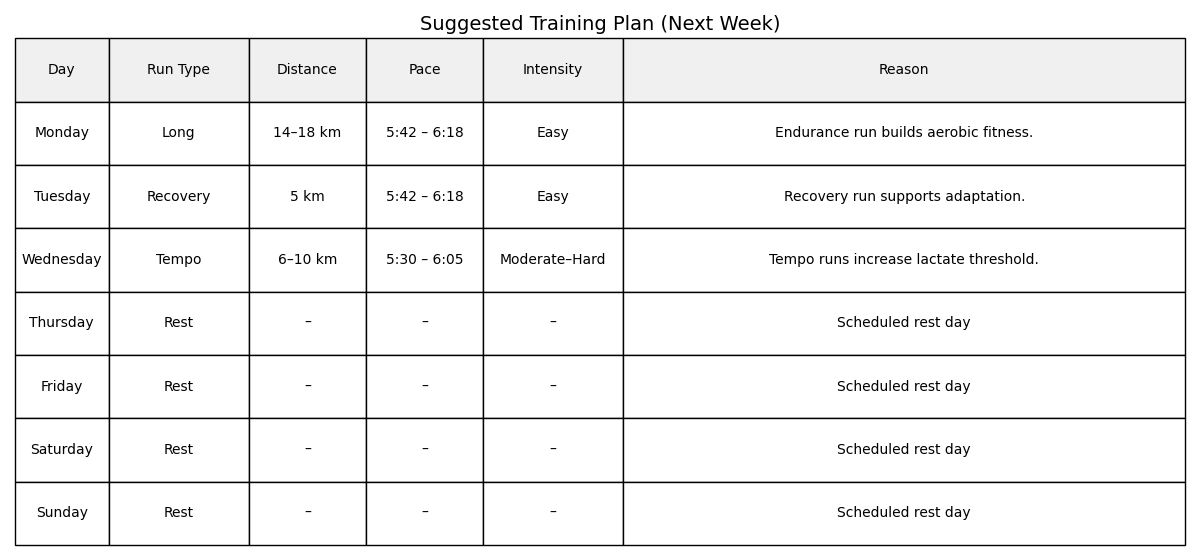 Suggested Training Plan (Next Week)
Day Run Type Distance Pace Intensity Reason
Monday Long 14–18 km 5:42 – 6:18 Easy Endurance run builds aerobic fitness.
Tuesday Recovery 5 km 5:42 – 6:18 Easy Recovery run supports adaptation.
Wednesday Tempo 6–10 km 5:30 – 6:05 Moderate–Hard Tempo runs increase lactate threshold.
Thursday Rest – – – Scheduled rest day
Friday Rest – – – Scheduled rest day
Saturday Rest – – – Scheduled rest day
Sunday Rest – – – Scheduled rest day